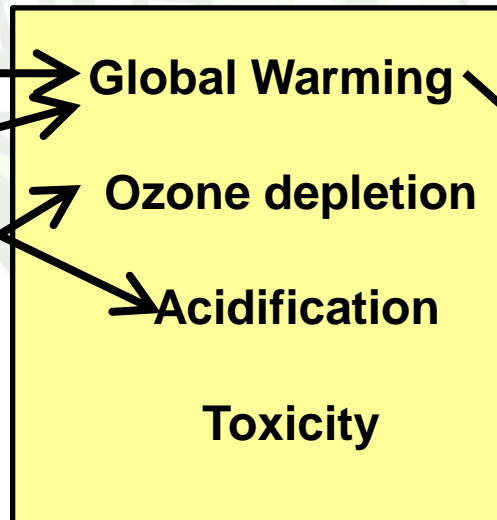 Global Warming
Ozone depletion
Acidification
Toxicity